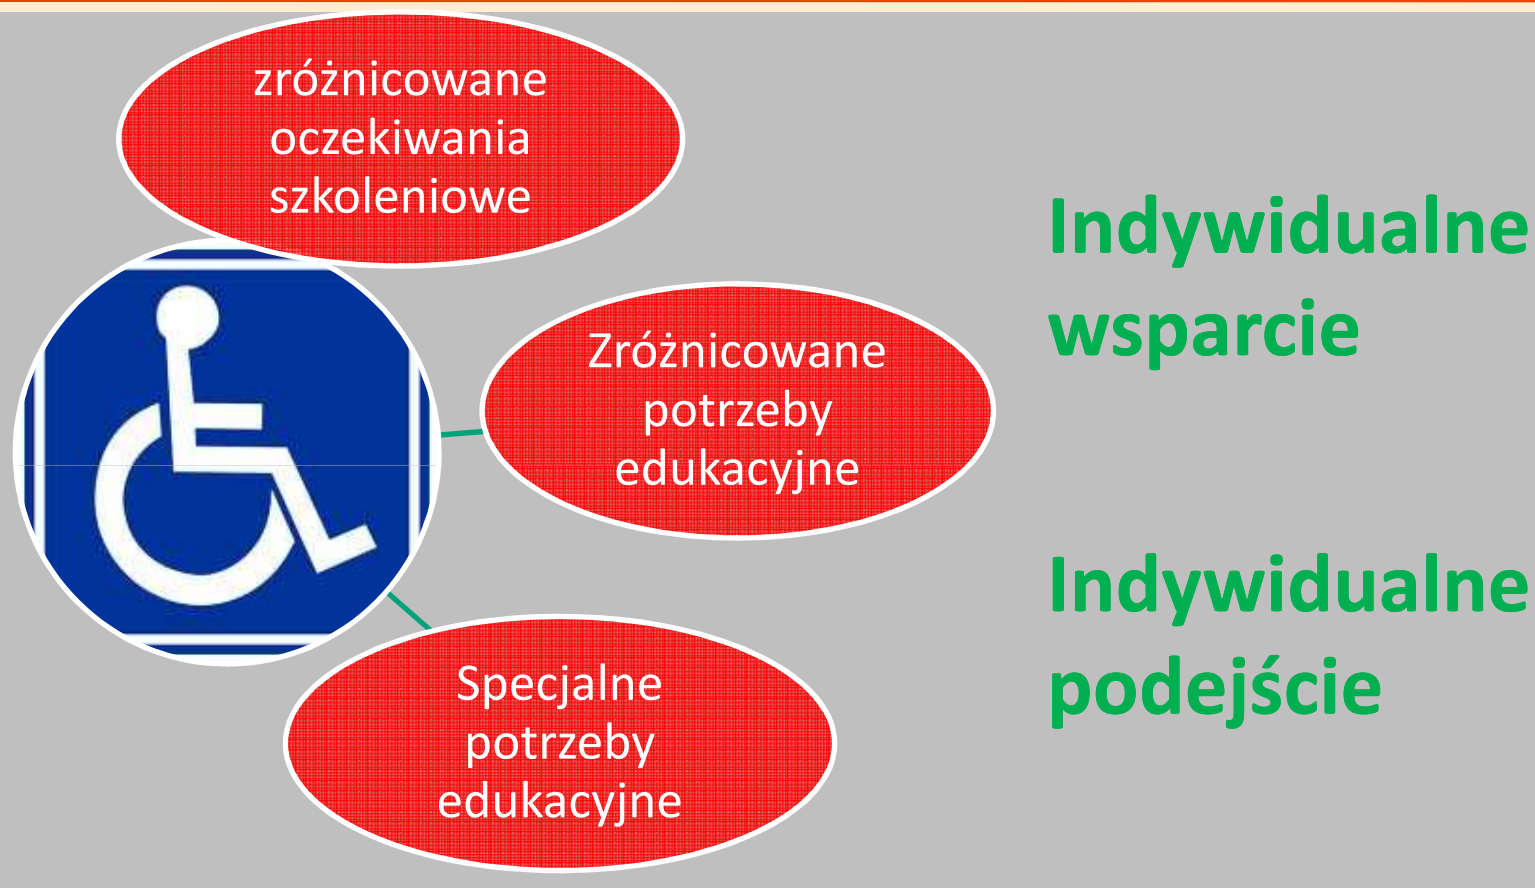 zróżnicowane
oczekiwania
szkoleniowe
Zróżnicowane
potrzeby
edukacyjne
Specjalne
potrzeby
edukacyjne
Indywidualne
wsparcie
Indywidualne
podejście